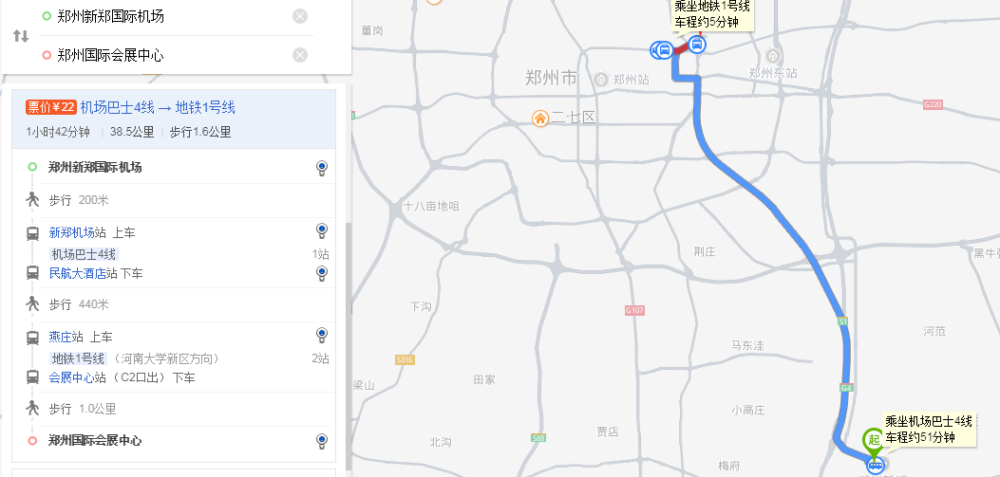 郑州新郑国际机场
郑州国际会展中心
票价¥22 机场巴士4线 → 地铁1号线
1小时42分钟 | 38.5公里 | 步行1.6公里
郑州新郑国际机场
步行 200米
新郑机场站 上车
机场巴士4线 1站
民航大酒店站 下车
步行 440米
燕庄站 上车
地铁1号线 （河南大学新区方向） 2站
会展中心站 （C2口出） 下车
步行 1.0公里
郑州国际会展中心
乘坐地铁1号线
车程约5分钟
董岗
郑州市
郑州站
郑州东站
二七区
G220
十八亩地咀
荆庄
黑牛张
下沟
G107
S1
河范
马东洼
S316
梁山
田家
G4
小高庄
乘坐机场巴士4线
车程约51分钟
贾店
北沟
S88
起
梅府